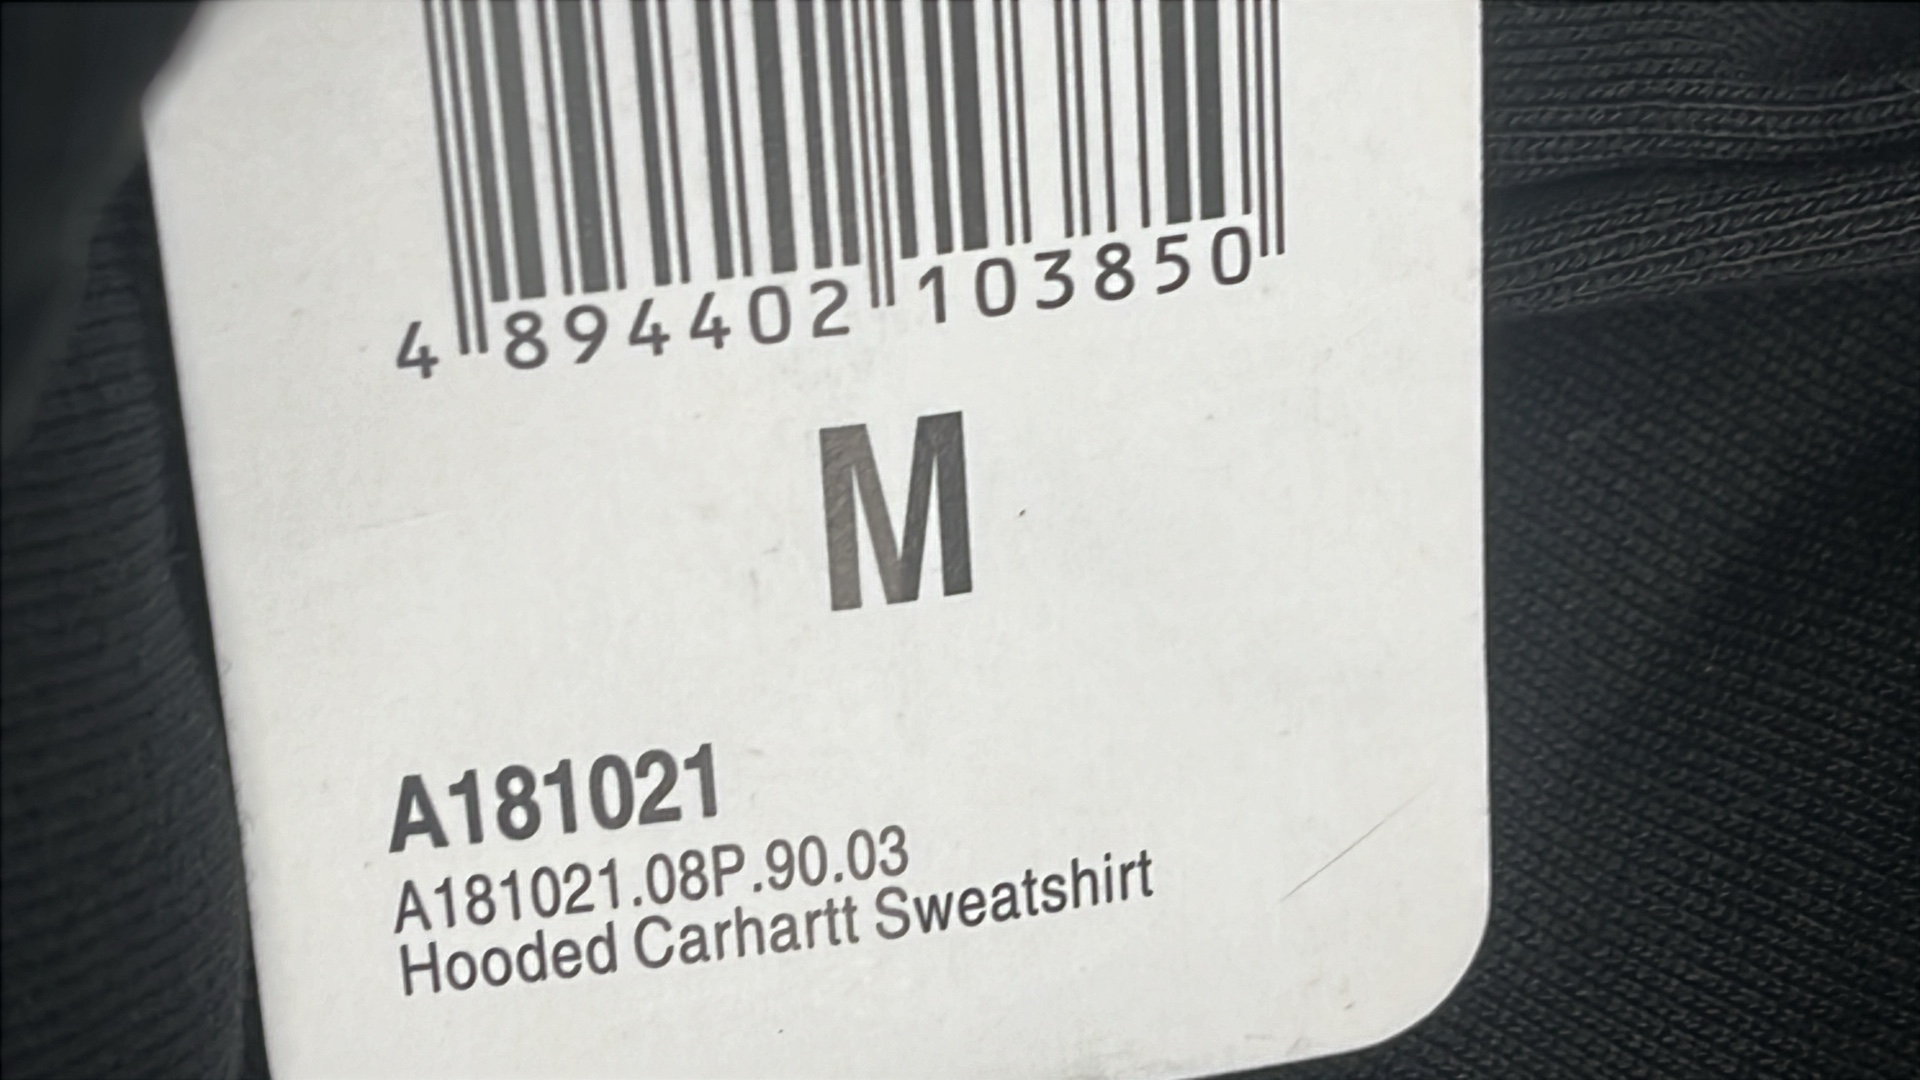 4 894402 103850
M
A181021
A181021.08P.90.03
Hooded Carhartt Sweatshirt